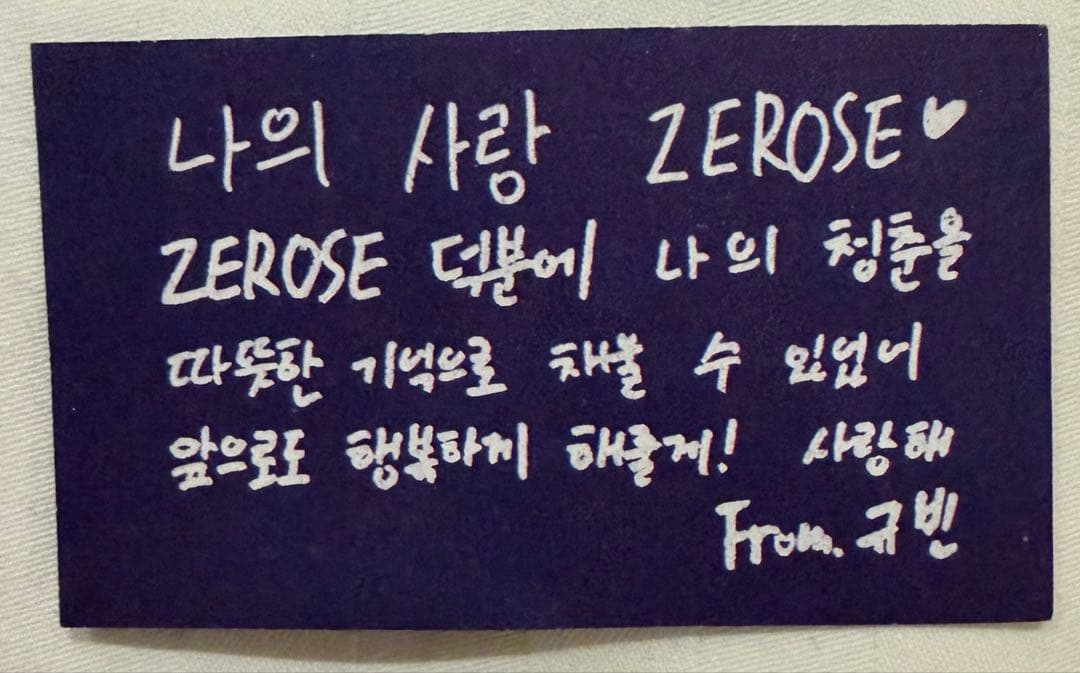 나의 사랑 ZEROSE♥
ZEROSE 덕분에 나의 청춘을
따뜻한 기억으로 채울 수 있었어
앞으로도 행복하게 해줄게! 사랑해
From. 규빈